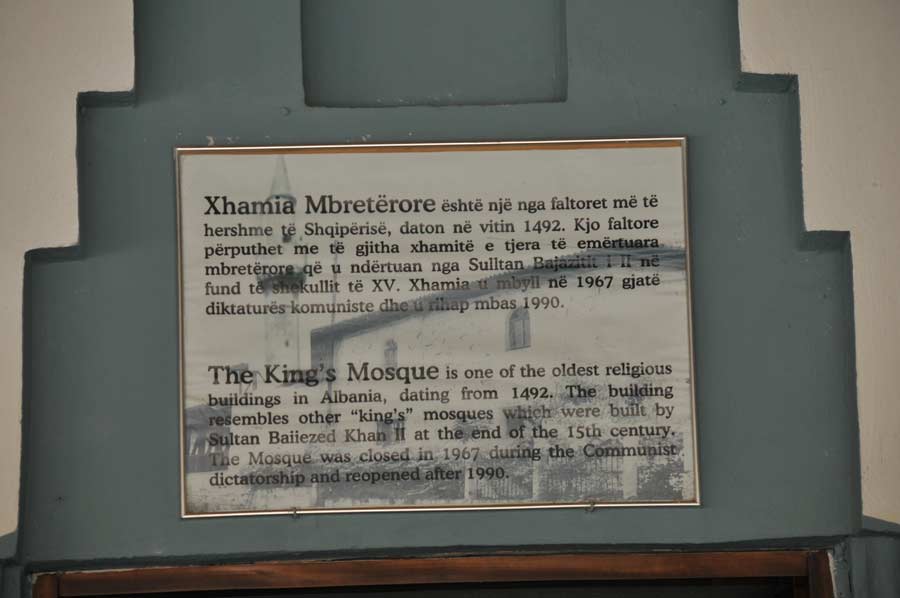 Xhamia Mbretërore është një nga faltoret më të
hershme të Shqipërisë, daton në vitin 1492. Kjo faltore
përputhet me të gjitha xhamitë e tjera të emërtuara
mbretërore që u ndërtuan nga Sulltan Bajazitit i II në
fund të shekullit të XV. Xhamia u mbyll në 1967 gjatë
diktaturës komuniste dhe u rihap mbas 1990.
The King's Mosque is one of the oldest religious
buildings in Albania, dating from 1492. The building
resembles other "king's" mosques which were built by
Sultan Baiiezed Khan II at the end of the 15th century.
The Mosque was closed in 1967 during the Communist
dictatorship and reopened after 1990.